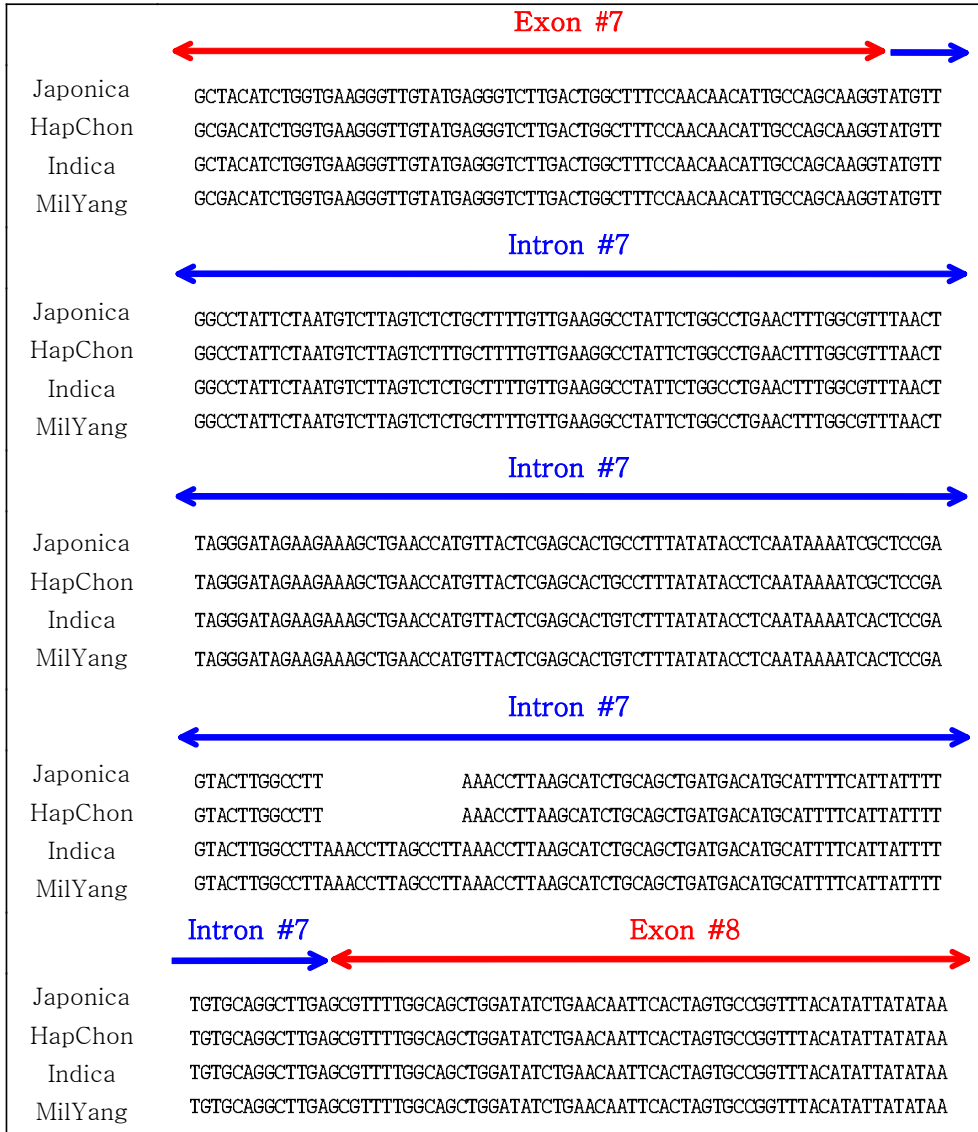 Exon #7
Japonica GCTACATCTGGTGAAGGGTTGTATGAGGGTCTTGACTGGCTTTCCAACAACATTGCCAGCAAGGTATGTT
HapChon GCGACATCTGGTGAAGGGTTGTATGAGGGTCTTGACTGGCTTTCCAACAACATTGCCAGCAAGGTATGTT
Indica GCTACATCTGGTGAAGGGTTGTATGAGGGTCTTGACTGGCTTTCCAACAACATTGCCAGCAAGGTATGTT
MilYang GCGACATCTGGTGAAGGGTTGTATGAGGGTCTTGACTGGCTTTCCAACAACATTGCCAGCAAGGTATGTT
Intron #7
Japonica GGCCTATTCTAATGTCTTAGTCTCTGCTTTTGTTGAAGGCCTATTCTGGCCTGAACTTTGGCGTTTAACT
HapChon GGCCTATTCTAATGTCTTAGTCTTTGCTTTTGTTGAAGGCCTATTCTGGCCTGAACTTTGGCGTTTAACT
Indica GGCCTATTCTAATGTCTTAGTCTCTGCTTTTGTTGAAGGCCTATTCTGGCCTGAACTTTGGCGTTTAACT
MilYang GGCCTATTCTAATGTCTTAGTCTCTGCTTTTGTTGAAGGCCTATTCTGGCCTGAACTTTGGCGTTTAACT
Intron #7
Japonica TAGGGATAGAAGAAAGCTGAACCATGTTACTCGAGCACTGCCTTTATATACCTCAATAAAATCGCTCCGA
HapChon TAGGGATAGAAGAAAGCTGAACCATGTTACTCGAGCACTGCCTTTATATACCTCAATAAAATCGCTCCGA
Indica TAGGGATAGAAGAAAGCTGAACCATGTTACTCGAGCACTGTCTTTATATACCTCAATAAAATCACTCCGA
MilYang TAGGGATAGAAGAAAGCTGAACCATGTTACTCGAGCACTGTCTTTATATACCTCAATAAAATCACTCCGA
Intron #7
Japonica GTACTTGGCCTT AAACCTTAAGCATCTGCAGCTGATGACATGCATTTTCATTATTTT
HapChon GTACTTGGCCTT AAACCTTAAGCATCTGCAGCTGATGACATGCATTTTCATTATTTT
Indica GTACTTGGCCTTAAACCTTAGCCTTAAACCTTAAGCATCTGCAGCTGATGACATGCATTTTCATTATTTT
MilYang GTACTTGGCCTTAAACCTTAGCCTTAAACCTTAAGCATCTGCAGCTGATGACATGCATTTTCATTATTTT
Intron #7 Exon #8
Japonica TGTGCAGGCTTGAGCGTTTTGGCAGCTGGATATCTGAACAATTCACTAGTGCCGGTTTACATATTATATAA
HapChon TGTGCAGGCTTGAGCGTTTTGGCAGCTGGATATCTGAACAATTCACTAGTGCCGGTTTACATATTATATAA
Indica TGTGCAGGCTTGAGCGTTTTGGCAGCTGGATATCTGAACAATTCACTAGTGCCGGTTTACATATTATATAA
MilYang TGTGCAGGCTTGAGCGTTTTGGCAGCTGGATATCTGAACAATTCACTAGTGCCGGTTTACATATTATATAA